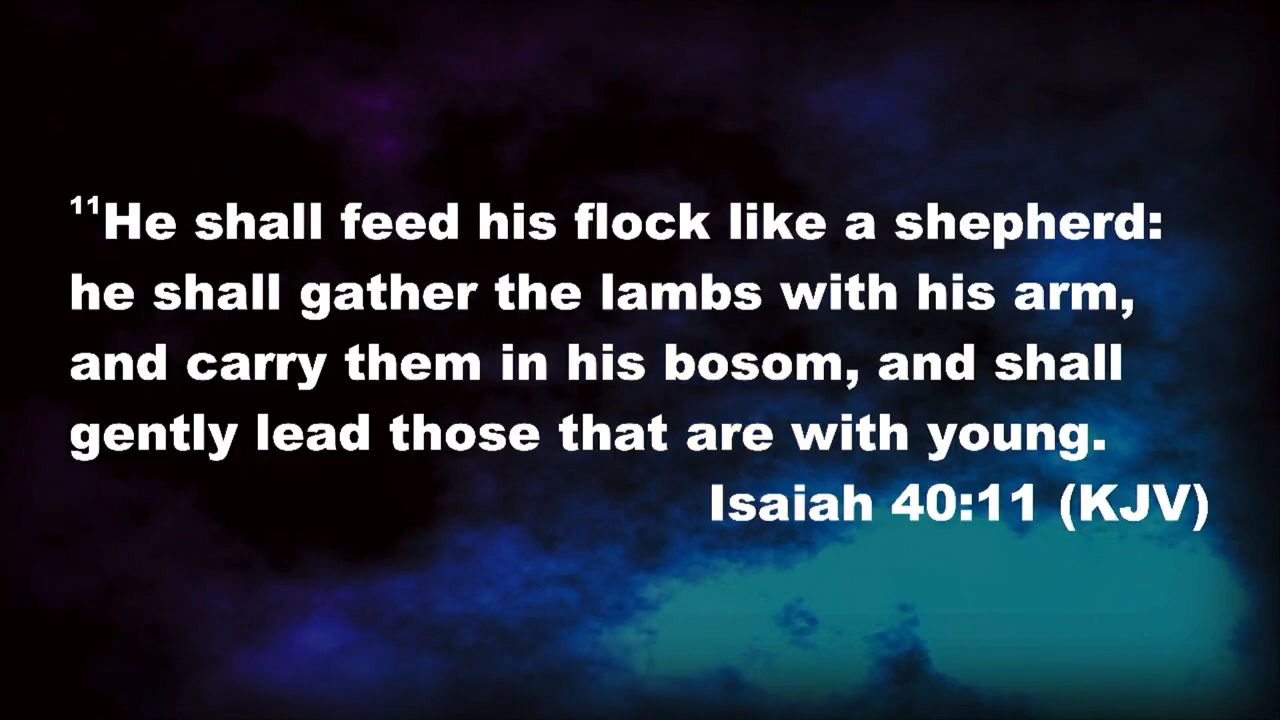 ¹¹He shall feed his flock like a shepherd:
he shall gather the lambs with his arm,
and carry them in his bosom, and shall
gently lead those that are with young.
Isaiah 40:11 (KJV)